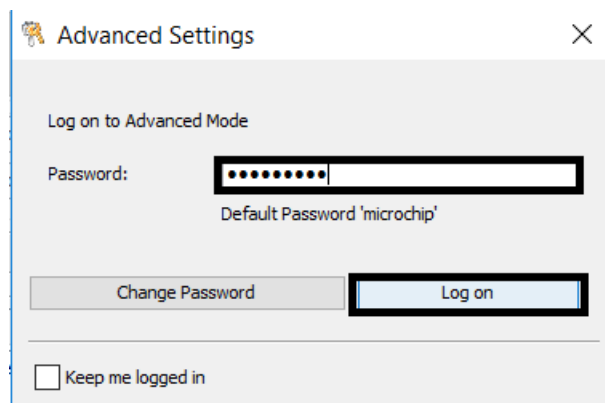 Advanced Settings
Log on to Advanced Mode
Password: •••••••••
Default Password 'microchip'
Change Password Log on
Keep me logged in